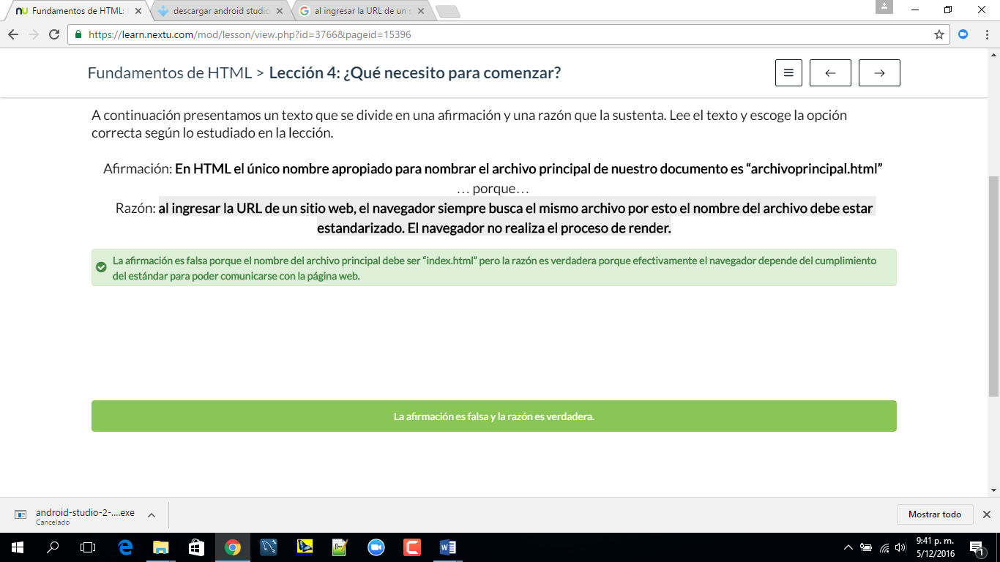 Fundamentos de HTML:
descargar android studio
al ingresar la URL de un
https://learn.nextu.com/mod/lesson/view.php?id=3766&pageid=15396
Fundamentos de HTML > Lección 4: ¿Qué necesito para comenzar?
A continuación presentamos un texto que se divide en una afirmación y una razón que la sustenta. Lee el texto y escoge la opción
correcta según lo estudiado en la lección.
Afirmación: En HTML el único nombre apropiado para nombrar el archivo principal de nuestro documento es “archivoprincipal.html”
… porque…
Razón: al ingresar la URL de un sitio web, el navegador siempre busca el mismo archivo por esto el nombre del archivo debe estar
estandarizado. El navegador no realiza el proceso de render.
La afirmación es falsa porque el nombre del archivo principal debe ser “index.html” pero la razón es verdadera porque efectivamente el navegador depende del cumplimiento
del estándar para poder comunicarse con la página web.
La afirmación es falsa y la razón es verdadera.
android-studio-2-....exe
Cancelado
Mostrar todo
9:41 p. m.
5/12/2016
1